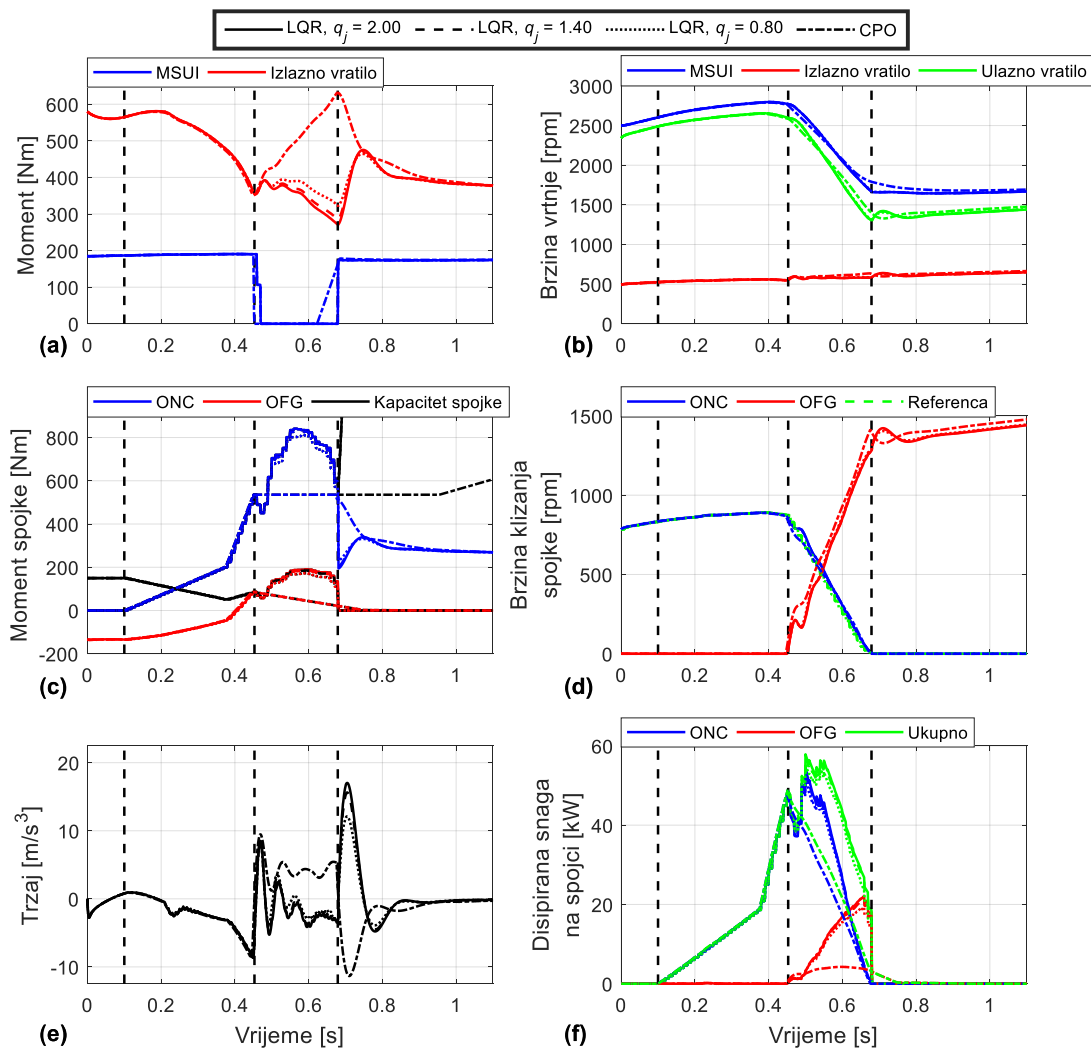 LQR, qj = 2.00 LQR, qj = 1.40 LQR, qj = 0.80 CPO
MSUI Izlazno vratilo
Moment [Nm]
600
500
400
300
200
100
0
0 0.2 0.4 0.6 0.8 1
(a)
MSUI Izlazno vratilo Ulazno vratilo
Brzina vrtnje [rpm]
3000
2500
2000
1500
1000
500
0
0 0.2 0.4 0.6 0.8 1
(b)
ONC OFG Kapacitet spojke
Moment spojke [Nm]
800
600
400
200
0
-200
0 0.2 0.4 0.6 0.8 1
(c)
ONC OFG Referenca
Brzina klizanja
spojke [rpm]
1500
1000
500
0
0 0.2 0.4 0.6 0.8 1
(d)
Trzaj [m/s³]
20
10
0
-10
0 0.2 0.4 0.6 0.8 1
Vrijeme [s]
(e)
ONC OFG Ukupno
Disipirana snaga
na spojci [kW]
60
40
20
0
0 0.2 0.4 0.6 0.8 1
Vrijeme [s]
(f)